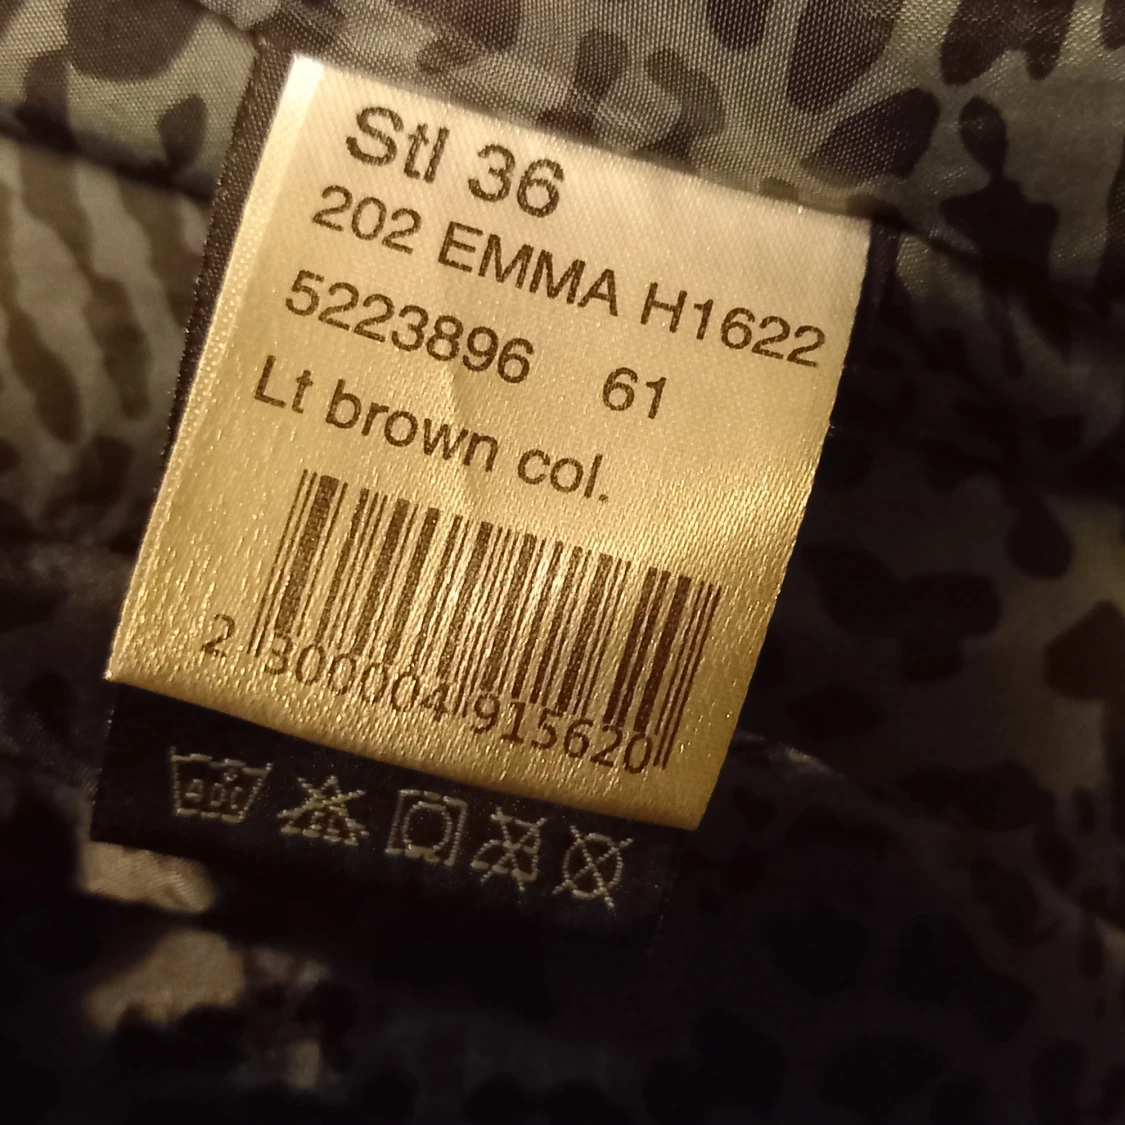 Stl 36
202 EMMA H1622
5223896 61
Lt brown col.
2 300004 915620